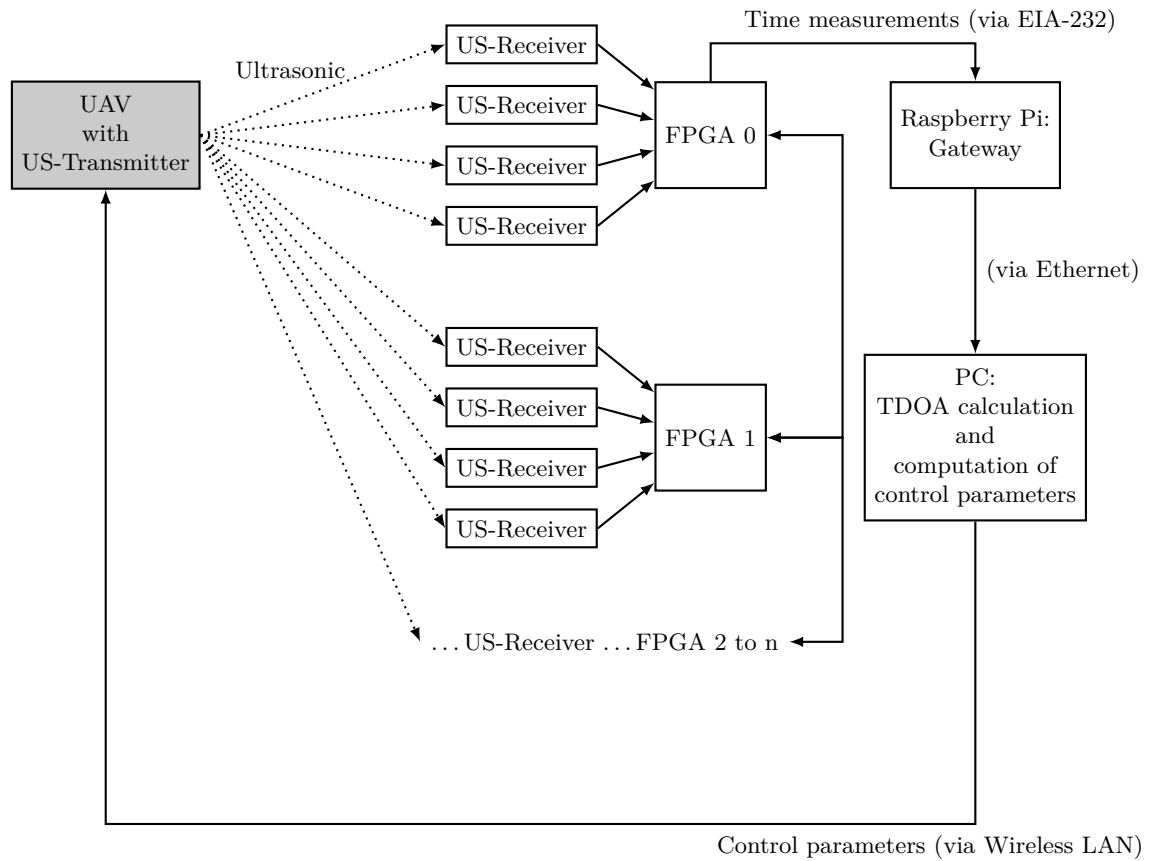 Time measurements (via EIA-232)
Ultrasonic
UAV
with
US-Transmitter
US-Receiver
US-Receiver
US-Receiver
US-Receiver
FPGA 0
Raspberry Pi:
Gateway
(via Ethernet)
US-Receiver
US-Receiver
US-Receiver
US-Receiver
FPGA 1
PC:
TDOA calculation
and
computation of
control parameters
...US-Receiver ...FPGA 2 to n
Control parameters (via Wireless LAN)